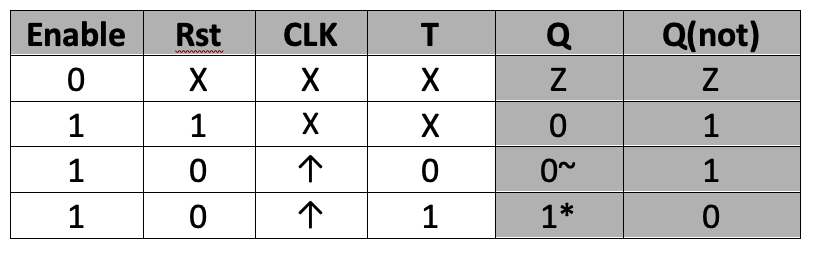 Enable Rst CLK T Q Q(not)
0 X X X Z Z
1 1 X X 0 1
1 0 ↑ 0 0~ 1
1 0 ↑ 1 1* 0